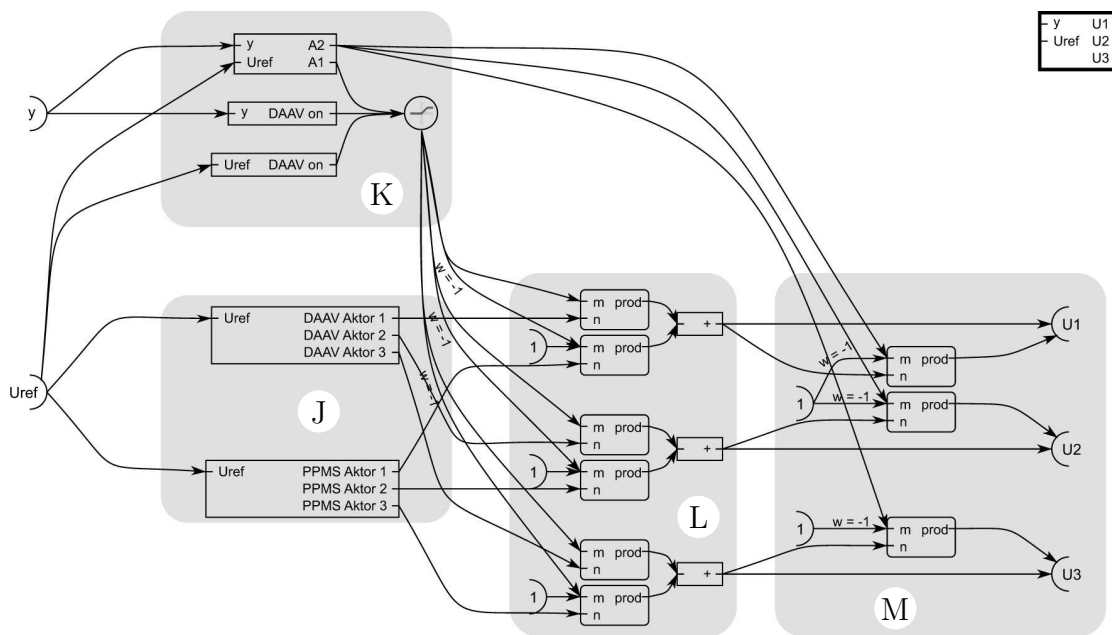 y U1
Uref U2
U3
y A2
Uref A1
y
y DAAV on
Uref DAAV on
K
w = -1
w = -1
w = -1
Uref DAAV Aktor 1
DAAV Aktor 2
DAAV Aktor 3
Uref
J
Uref PPMS Aktor 1
PPMS Aktor 2
PPMS Aktor 3
m prod
n
- +
1
m prod
n
m prod
n
- +
1
m prod
n
L
m prod
n
- +
1
m prod
n
U1
w = -1
m prod
n
1
w = -1
m prod
n
U2
1
w = -1
m prod
n
U3
M